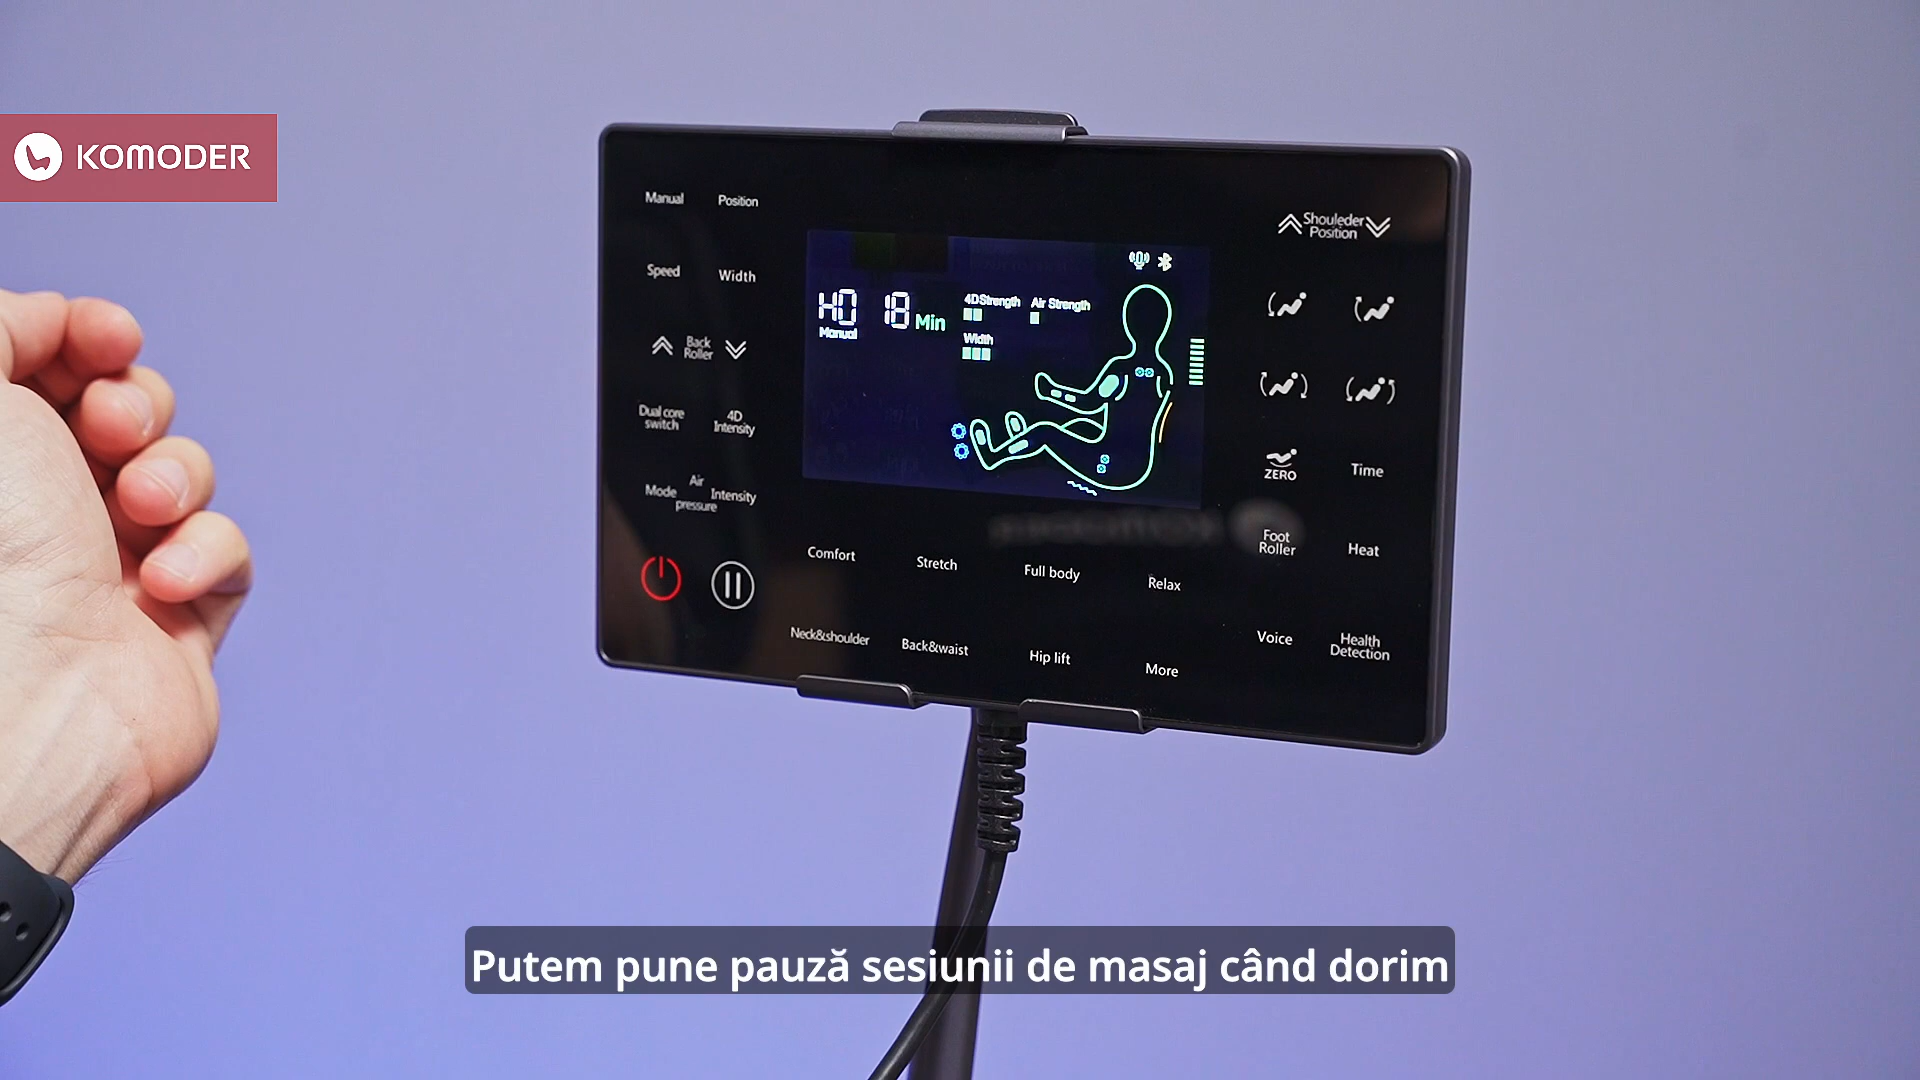 KOMODER
Manual Position
Shouleder
Position
Speed Width
Back
Roller
Dual core
switch
4D
Intensity
Mode Air Intensity
pressure
H0 18 Min
Manual
4DStrength Air Strength
Width
ZERO Time
Foot
Roller
Heat
Comfort Stretch Full body Relax
Neck&shoulder Back&waist Hip lift More
Voice Health
Detection
Putem pune pauză sesiunii de masaj când dorim